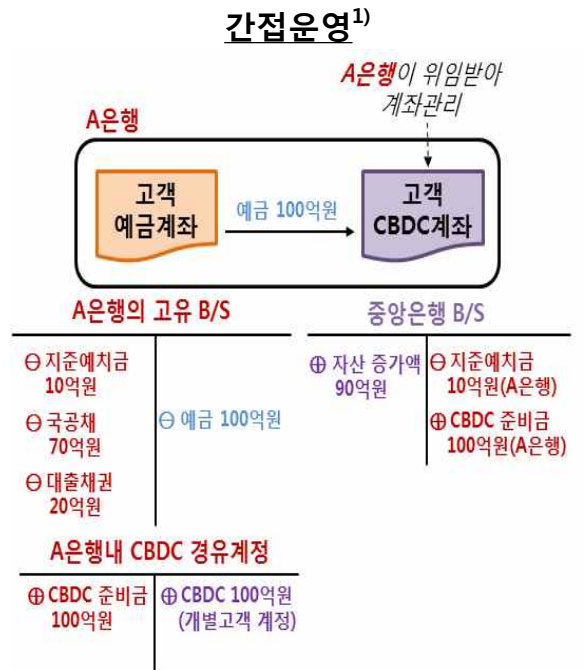 간접운영1)
A은행이 위임받아
계좌관리
A은행
고객
예금계좌
예금 100억원
고객
CBDC계좌
A은행의 고유 B/S
⊖ 지준예치금
10억원
⊖ 국공채
70억원
⊖ 대출채권
20억원
⊖ 예금 100억원
중앙은행 B/S
⊕ 자산 증가액
90억원
⊖ 지준예치금
10억원(A은행)
⊕ CBDC 준비금
100억원(A은행)
A은행내 CBDC 경유계정
⊕ CBDC 준비금
100억원
⊕ CBDC 100억원
(개별고객 계정)